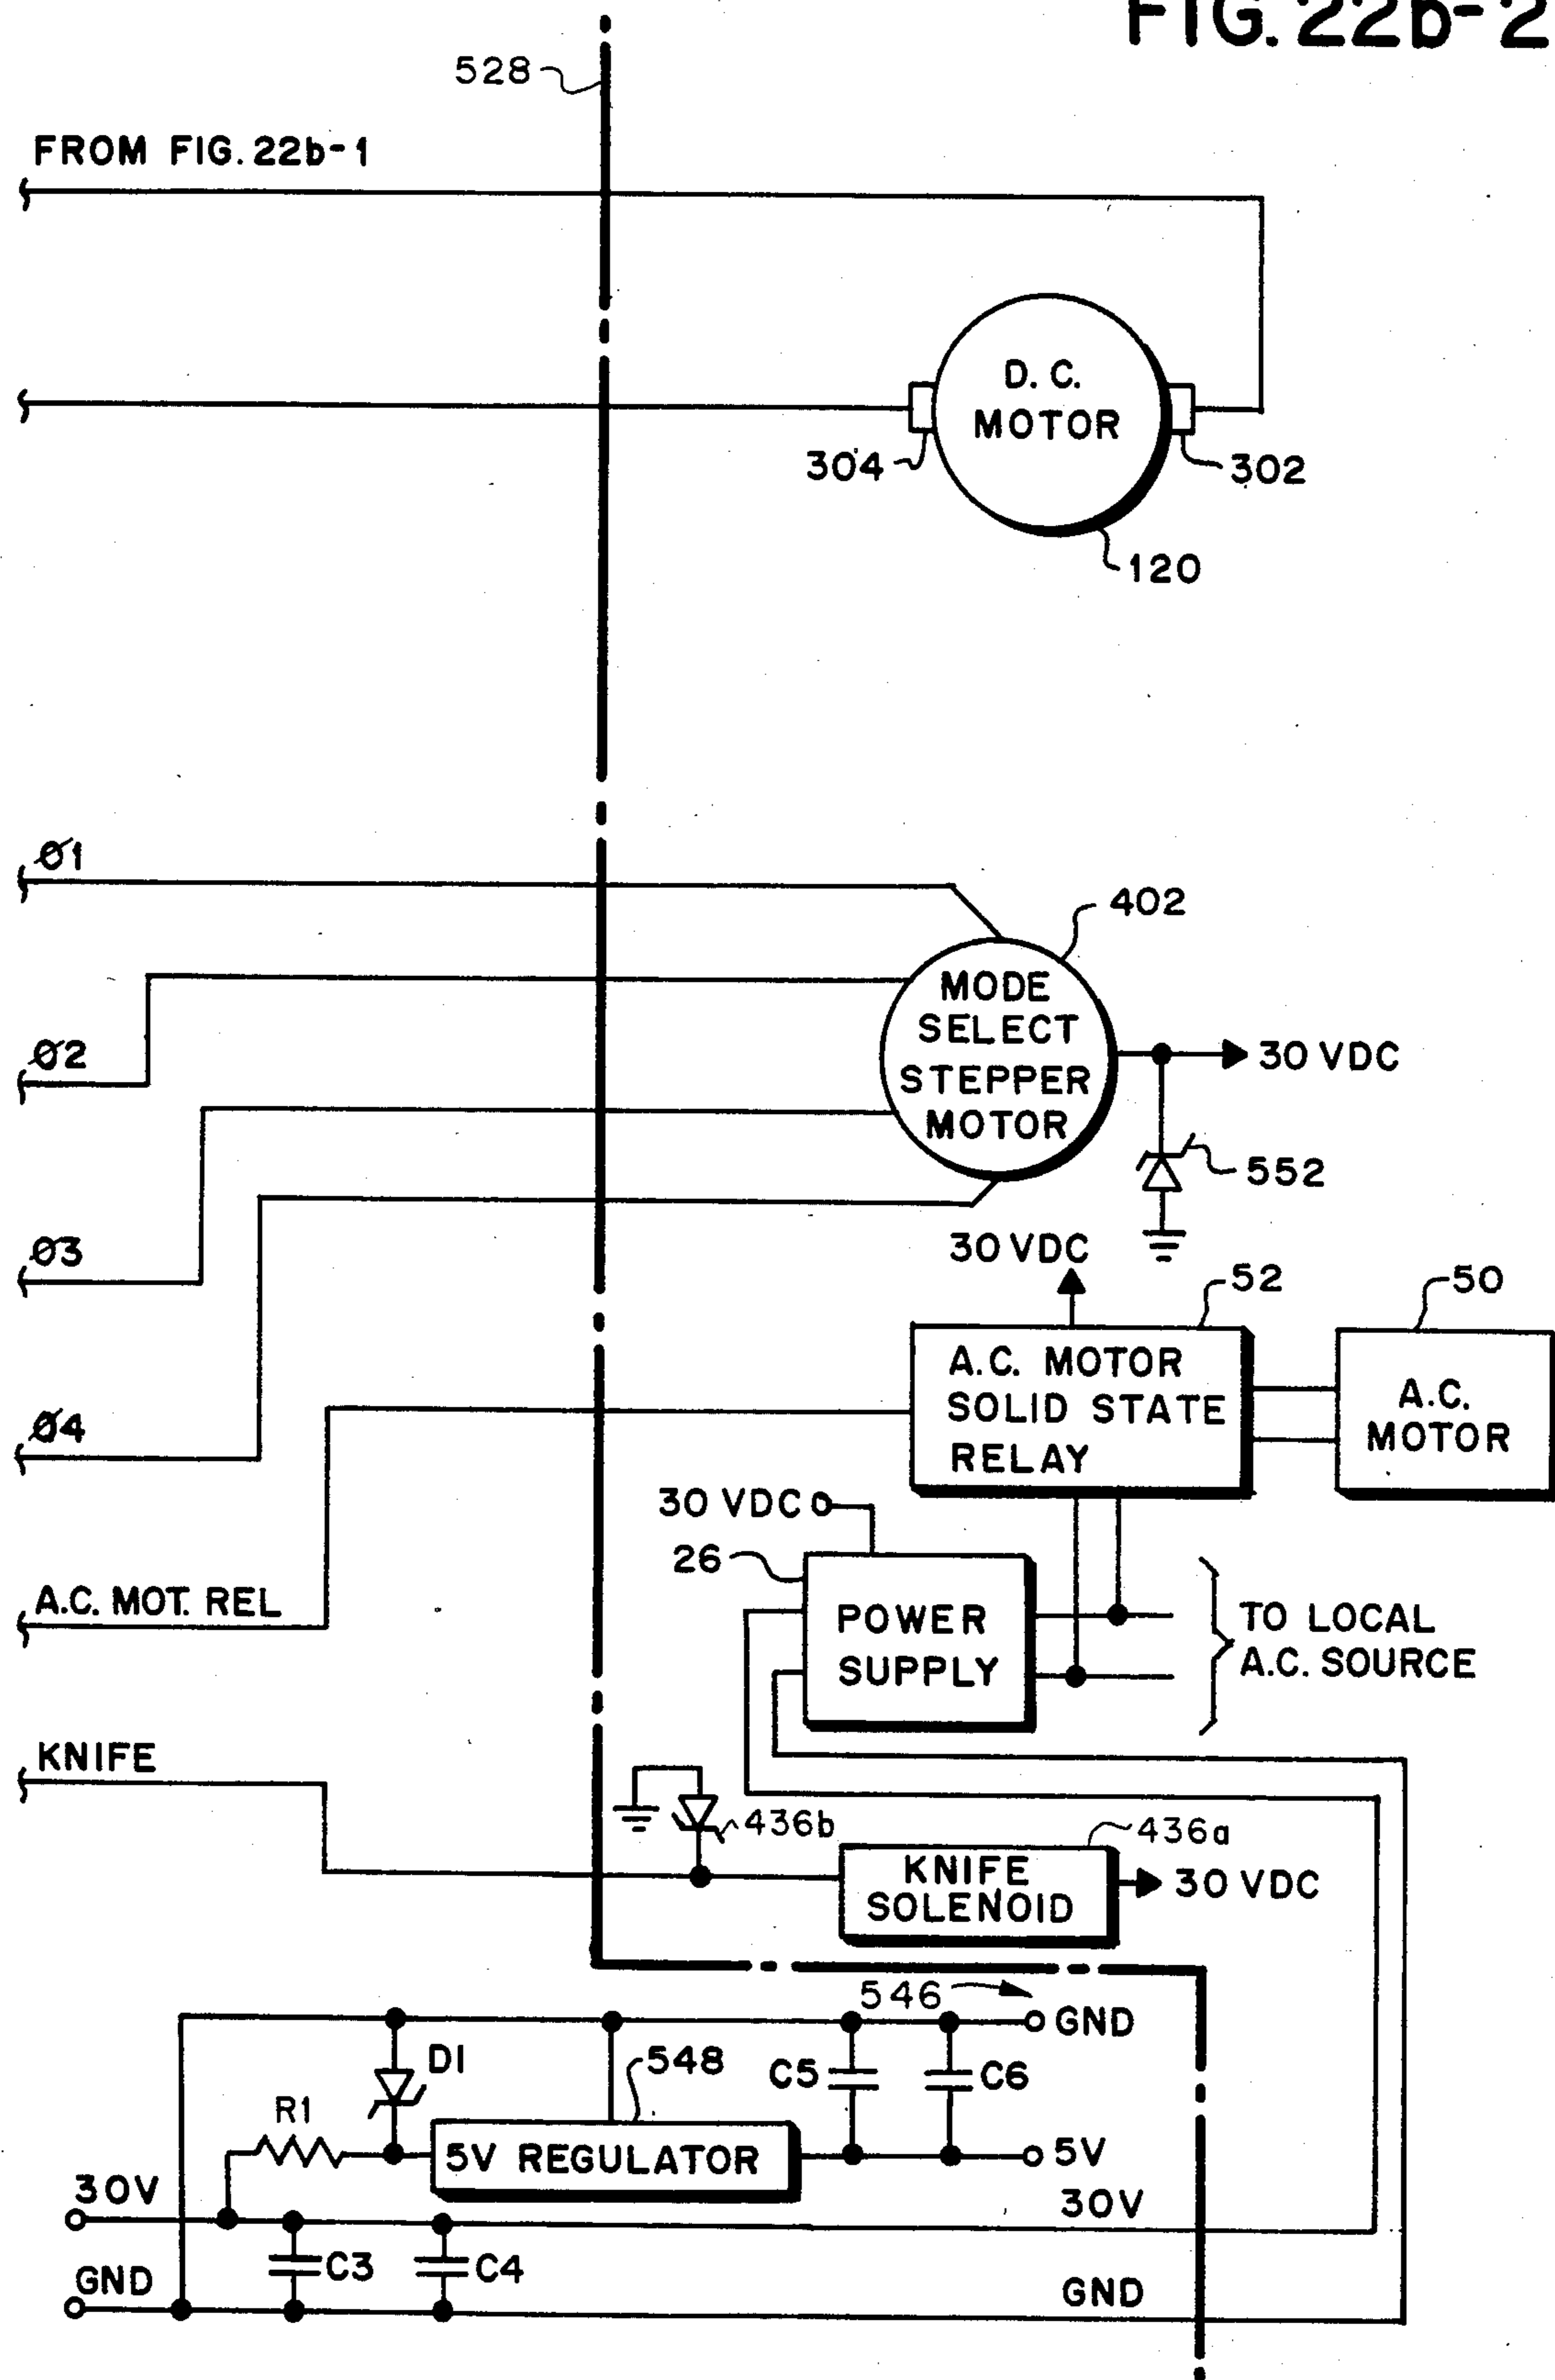 FIG. 22b-2
528
FROM FIG. 22b-1
D. C.
MOTOR
304
302
120
Ø1
402
MODE
SELECT
STEPPER
MOTOR
Ø2
30 VDC
552
Ø3
30 VDC
52
50
A.C. MOTOR
SOLID STATE
RELAY
A.C.
MOTOR
Ø4
30 VDC
26
A.C. MOT. REL
POWER
SUPPLY
TO LOCAL
A.C. SOURCE
KNIFE
436b
436a
KNIFE
SOLENOID
30 VDC
546
GND
D1
548
C5
C6
R1
5V REGULATOR
5V
30V
30V
C3
C4
GND
GND